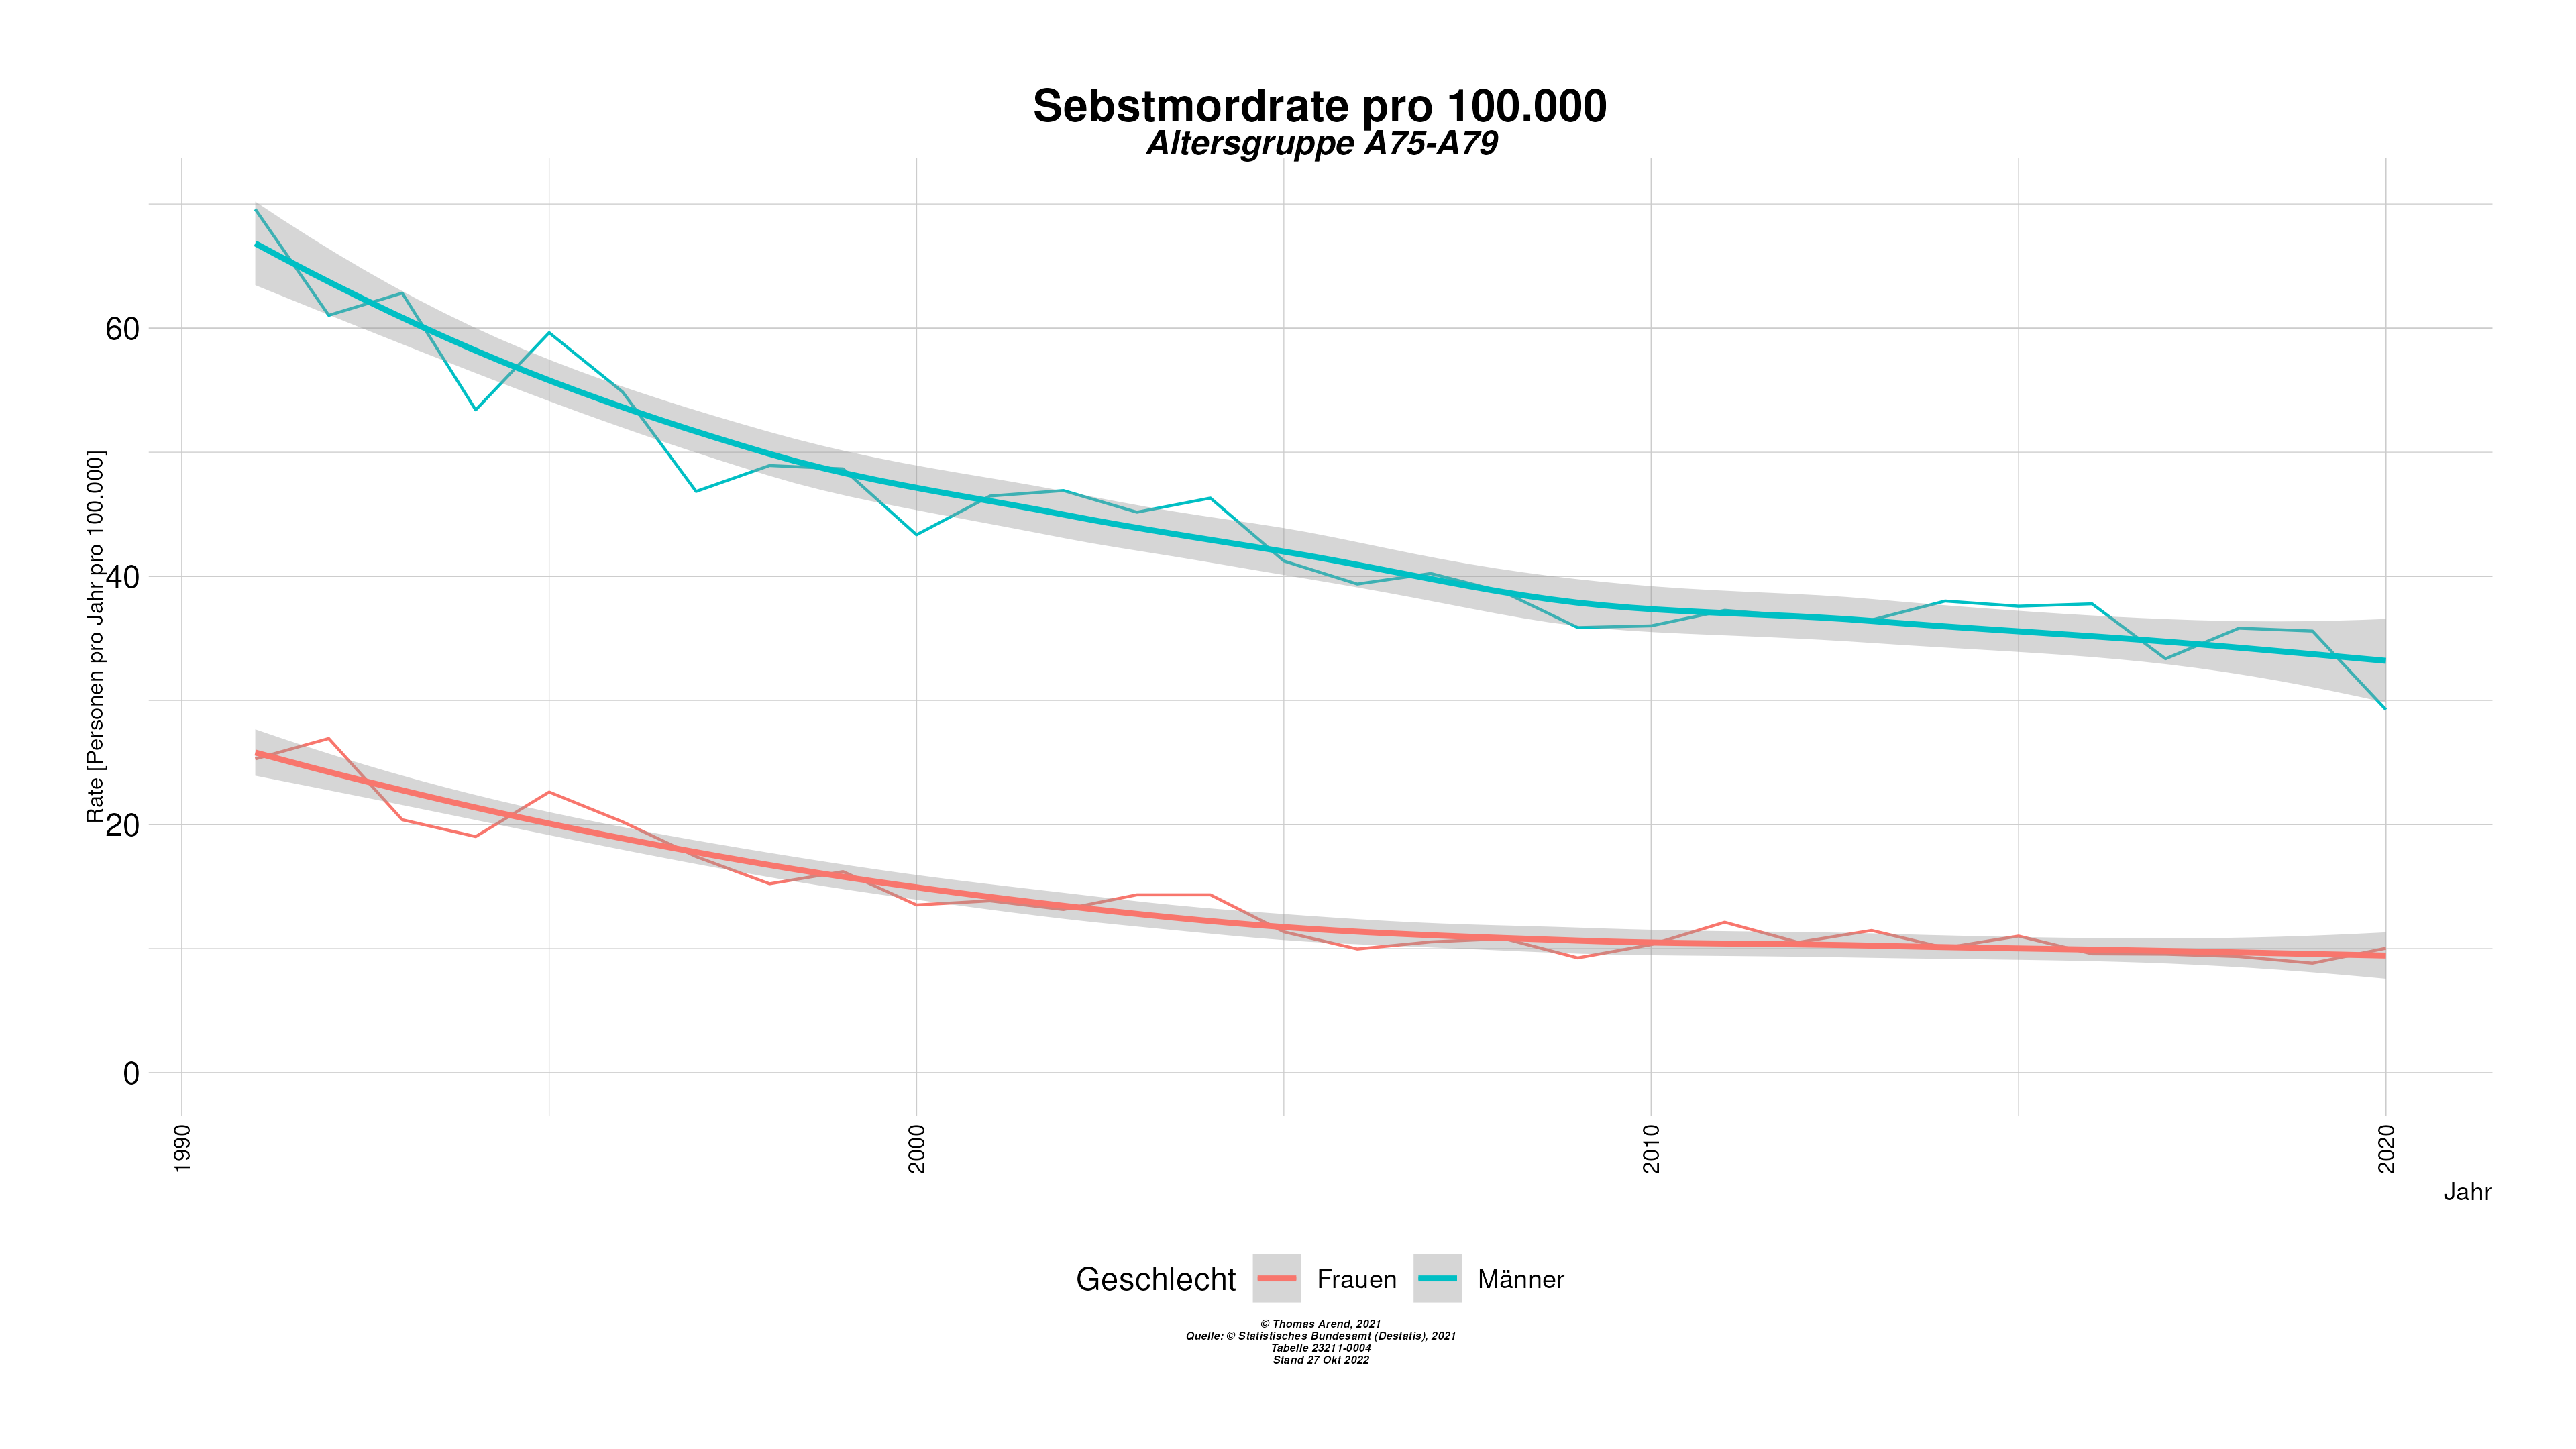 Sebstmordrate pro 100.000
Altersgruppe A75-A79
Rate [Personen pro Jahr pro 100.000]
60
40
20
0
1990
2000
2010
2020
Jahr
Geschlecht Frauen Männer
© Thomas Arend, 2021
Quelle: © Statistisches Bundesamt (Destatis), 2021
Tabelle 23211-0004
Stand 27 Okt 2022